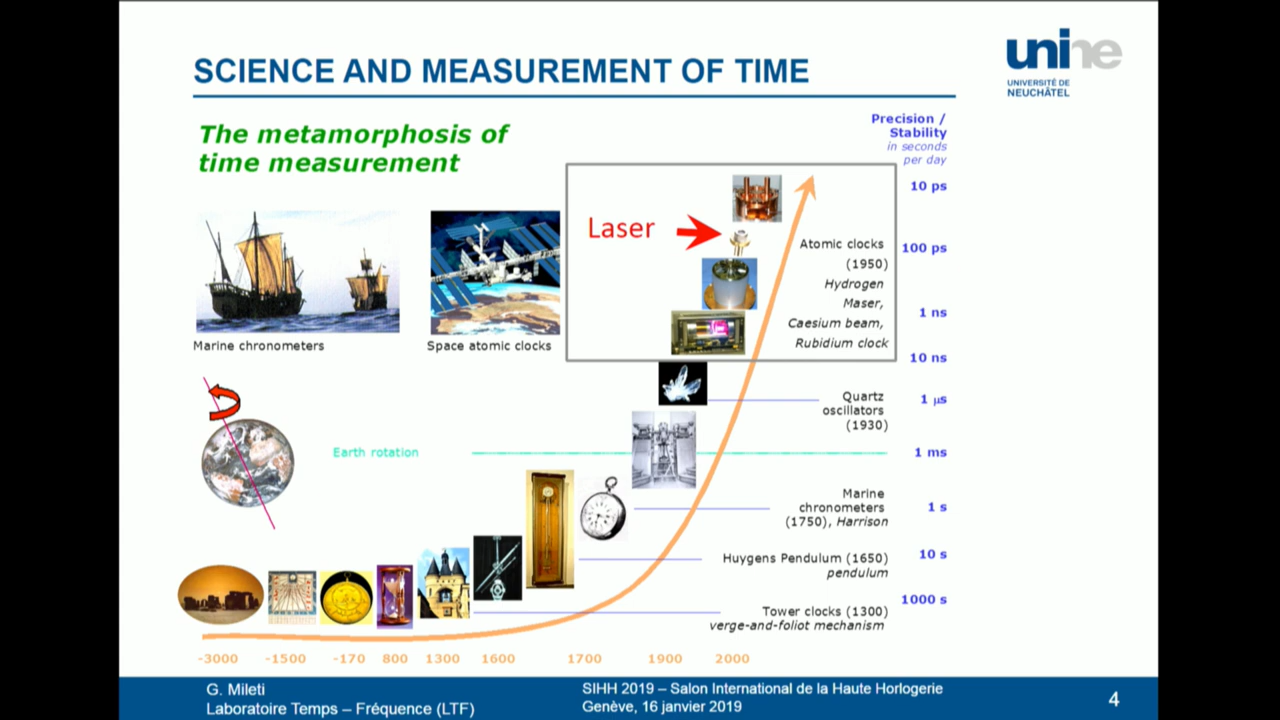 SCIENCE AND MEASUREMENT OF TIME
unine
UNIVERSITÉ DE
NEUCHÂTEL
The metamorphosis of
time measurement
Precision /
Stability
in seconds
per day
10 ps
100 ps
1 ns
10 ns
1 µs
1 ms
1 s
10 s
1000 s
Laser
Atomic clocks
(1950)
Hydrogen
Maser,
Caesium beam,
Rubidium clock
Marine chronometers
Space atomic clocks
Quartz
oscillators
(1930)
Earth rotation
Marine
chronometers
(1750), Harrison
Huygens Pendulum (1650)
pendulum
Tower clocks (1300)
verge-and-foliot mechanism
-3000 -1500 -170 800 1300 1600 1700 1900 2000
G. Mileti
Laboratoire Temps – Fréquence (LTF)
SIHH 2019 – Salon International de la Haute Horlogerie
Genève, 16 janvier 2019
4